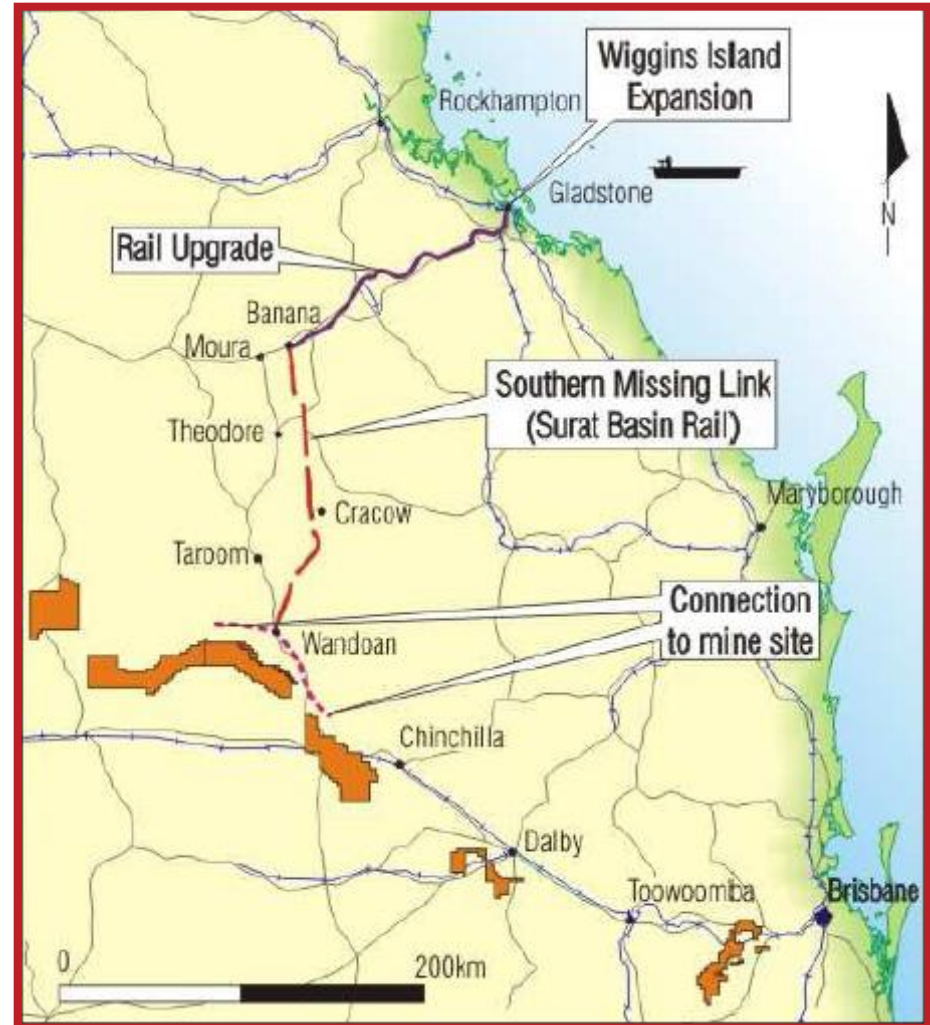 Wiggins Island
Expansion
Rockhampton
Gladstone
N
Rail Upgrade
Banana
Moura
Southern Missing Link
(Surat Basin Rail)
Theodore
Maryborough
Cracow
Taroom
Connection
to mine site
Wandoan
Chinchilla
Dalby
Toowoomba
Brisbane
0
200km